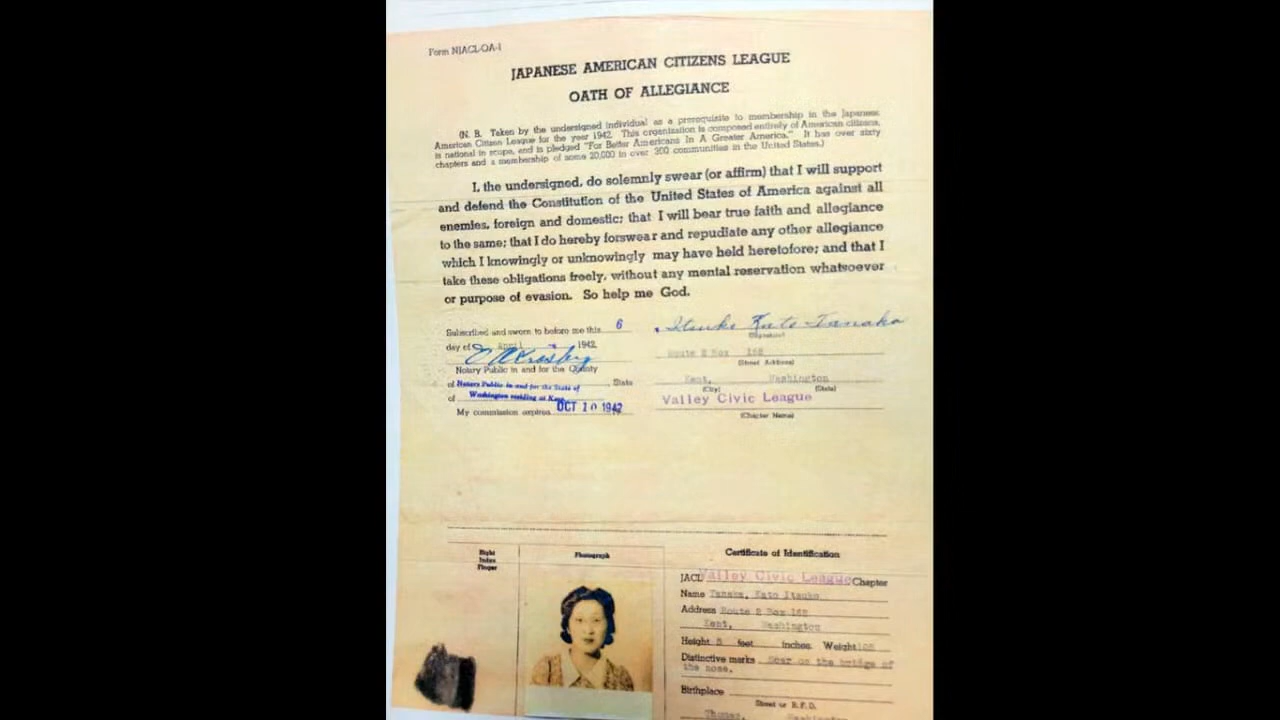 Form NJACL-OA-1
JAPANESE AMERICAN CITIZENS LEAGUE
OATH OF ALLEGIANCE
(N. B. Taken by the undersigned individual as a prerequisite to membership in the Japanese
American Citizen League for the year 1942. This organization is composed entirely of American citizens,
is national in scope, and is pledged "For Better Americans In A Greater America." It has over sixty
chapters and a membership of some 20,000 in over 300 communities in the United States.)
I, the undersigned, do solemnly swear (or affirm) that I will support
and defend the Constitution of the United States of America against all
enemies, foreign and domestic; that I will bear true faith and allegiance
to the same; that I do hereby forswear and repudiate any other allegiance
which I knowingly or unknowingly may have held heretofore; and that I
take these obligations freely, without any mental reservation whatsoever
or purpose of evasion. So help me God.
Subscribed and sworn to before me this 6
day of April 1942.
Notary Public in and for the County
of Notary Public in and for the State of, State
of Washington residing at Kent
My commission expires OCT 10 1942
Itsuko Kato Tanaka
(Signature)
Route 2 Box 162
(Street Address)
Kent, Washington
(City) (State)
Valley Civic League
(Chapter Name)
Right
Index
Finger
Photograph
Certificate of Identification
JACL Valley Civic League Chapter
Name Tanaka, Kato Itsuko
Address Route 2 Box 162
Kent, Washington
Height 5 feet inches. Weight 105
Distinctive marks Scar on the bridge of
the nose.
Birthplace
Street or R.F.D.
Thomas, Washington